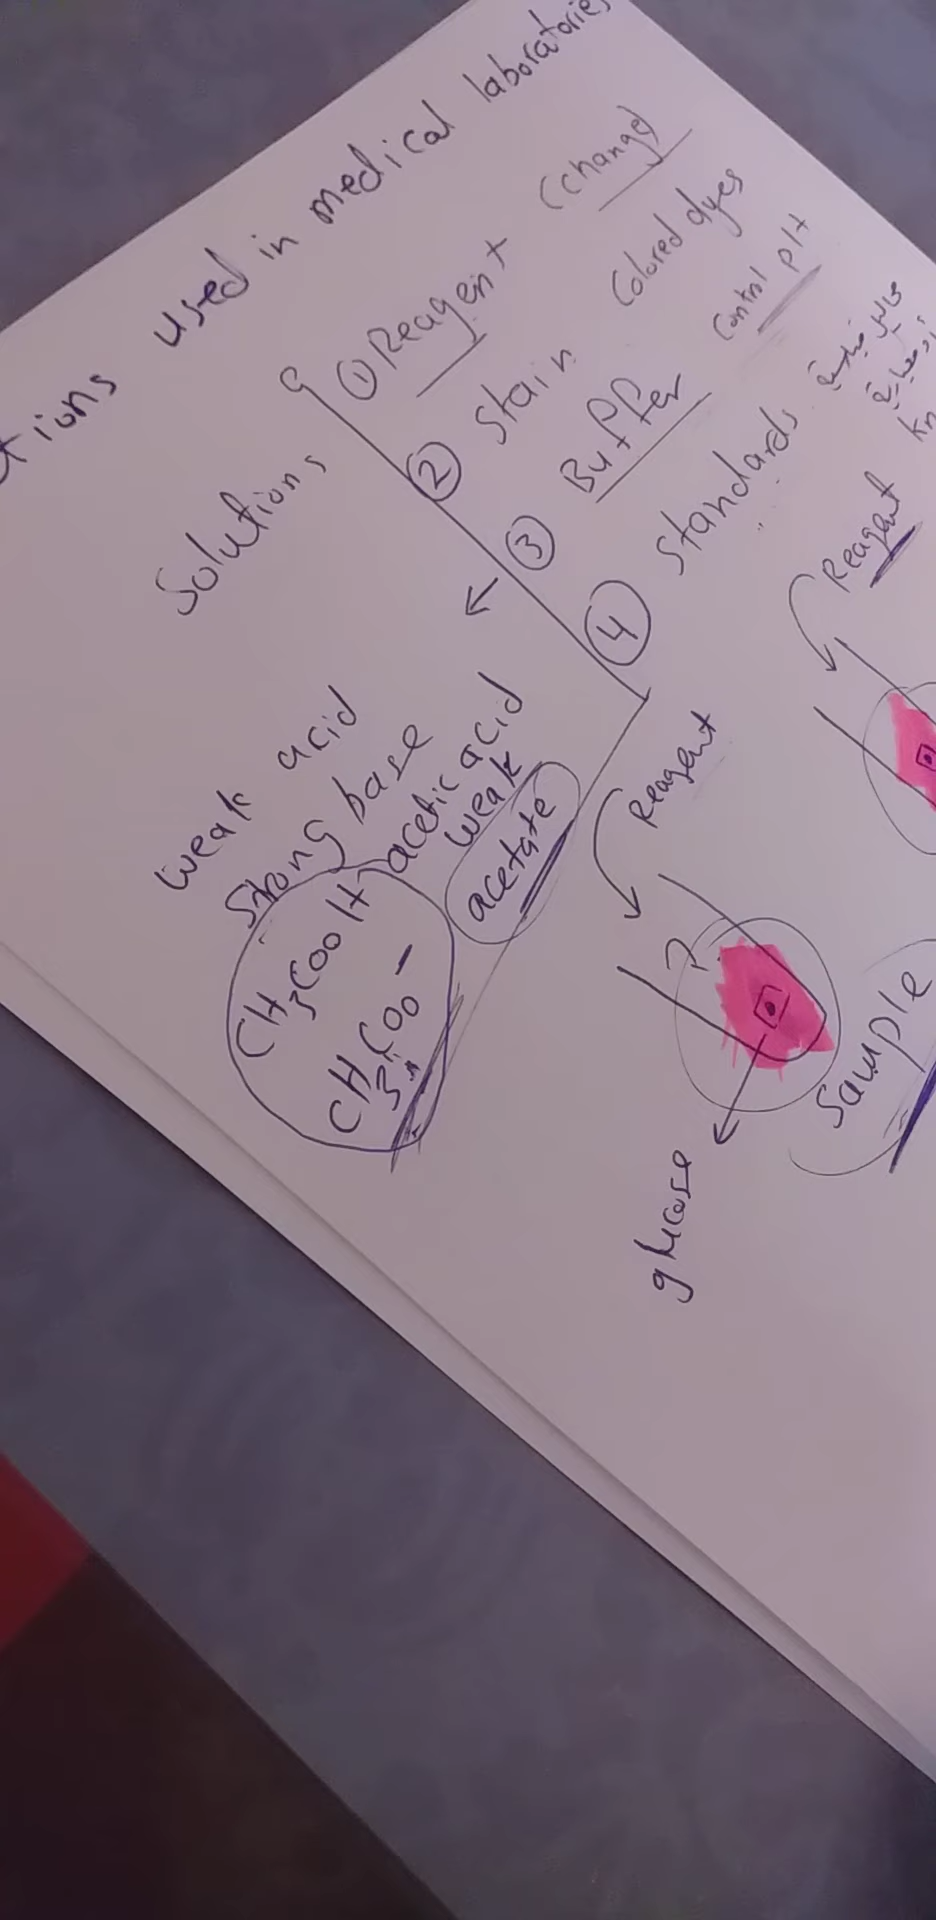 tions used in medical laboratories
Solutions
① Reagent (change)
② Stain Colored dyes
③ Buffer Control PH
④ Standards
Weak acid
Strong base
CH3COOH acetic acid
weak
CH3COO -
acetate
Reagent
glucose
Reagent
Sample